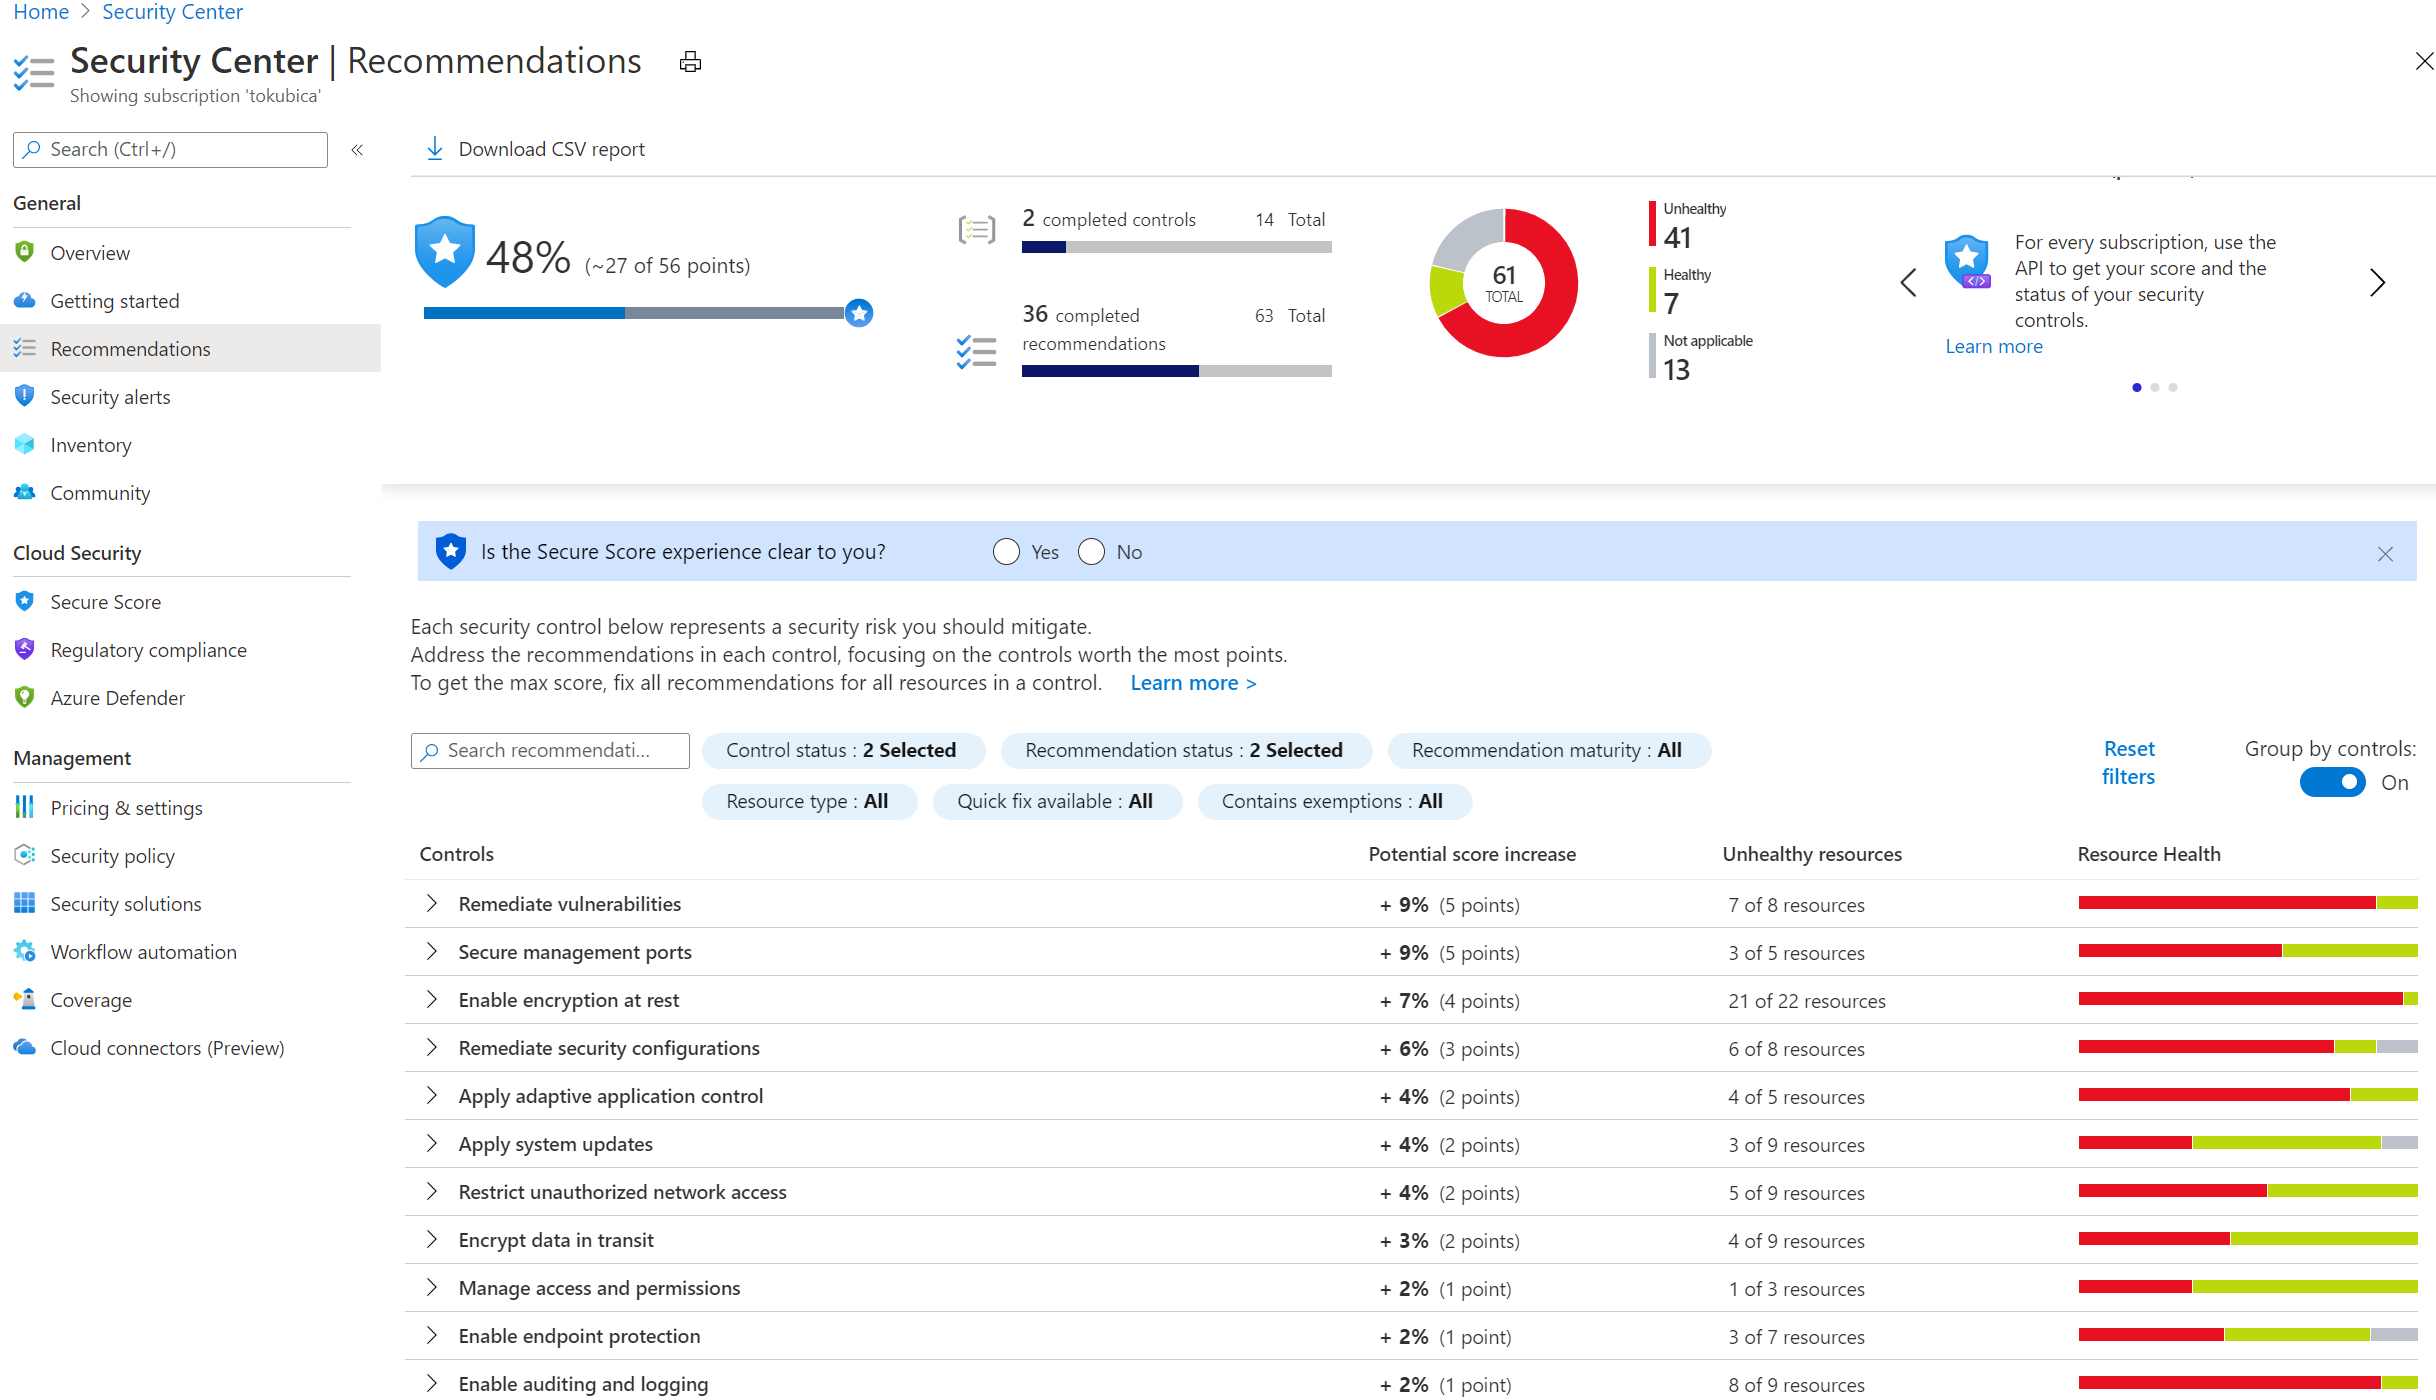 Home > Security Center
Security Center | Recommendations
Showing subscription 'tokubica'
Search (Ctrl+/)
«
General
Overview
Getting started
Recommendations
Security alerts
Inventory
Community
Cloud Security
Secure Score
Regulatory compliance
Azure Defender
Management
Pricing & settings
Security policy
Security solutions
Workflow automation
Coverage
Cloud connectors (Preview)
Download CSV report
48% (~27 of 56 points)
2 completed controls 14 Total
36 completed 63 Total
recommendations
61
TOTAL
Unhealthy
41
Healthy
7
Not applicable
13
For every subscription, use the
API to get your score and the
status of your security
controls.
Learn more
Is the Secure Score experience clear to you? Yes No
Each security control below represents a security risk you should mitigate.
Address the recommendations in each control, focusing on the controls worth the most points.
To get the max score, fix all recommendations for all resources in a control. Learn more >
Search recommendati...
Control status : 2 Selected
Recommendation status : 2 Selected
Recommendation maturity : All
Resource type : All
Quick fix available : All
Contains exemptions : All
Reset
filters
Group by controls:
On
Controls Potential score increase Unhealthy resources Resource Health
Remediate vulnerabilities + 9% (5 points) 7 of 8 resources
Secure management ports + 9% (5 points) 3 of 5 resources
Enable encryption at rest + 7% (4 points) 21 of 22 resources
Remediate security configurations + 6% (3 points) 6 of 8 resources
Apply adaptive application control + 4% (2 points) 4 of 5 resources
Apply system updates + 4% (2 points) 3 of 9 resources
Restrict unauthorized network access + 4% (2 points) 5 of 9 resources
Encrypt data in transit + 3% (2 points) 4 of 9 resources
Manage access and permissions + 2% (1 point) 1 of 3 resources
Enable endpoint protection + 2% (1 point) 3 of 7 resources
Enable auditing and logging + 2% (1 point) 8 of 9 resources